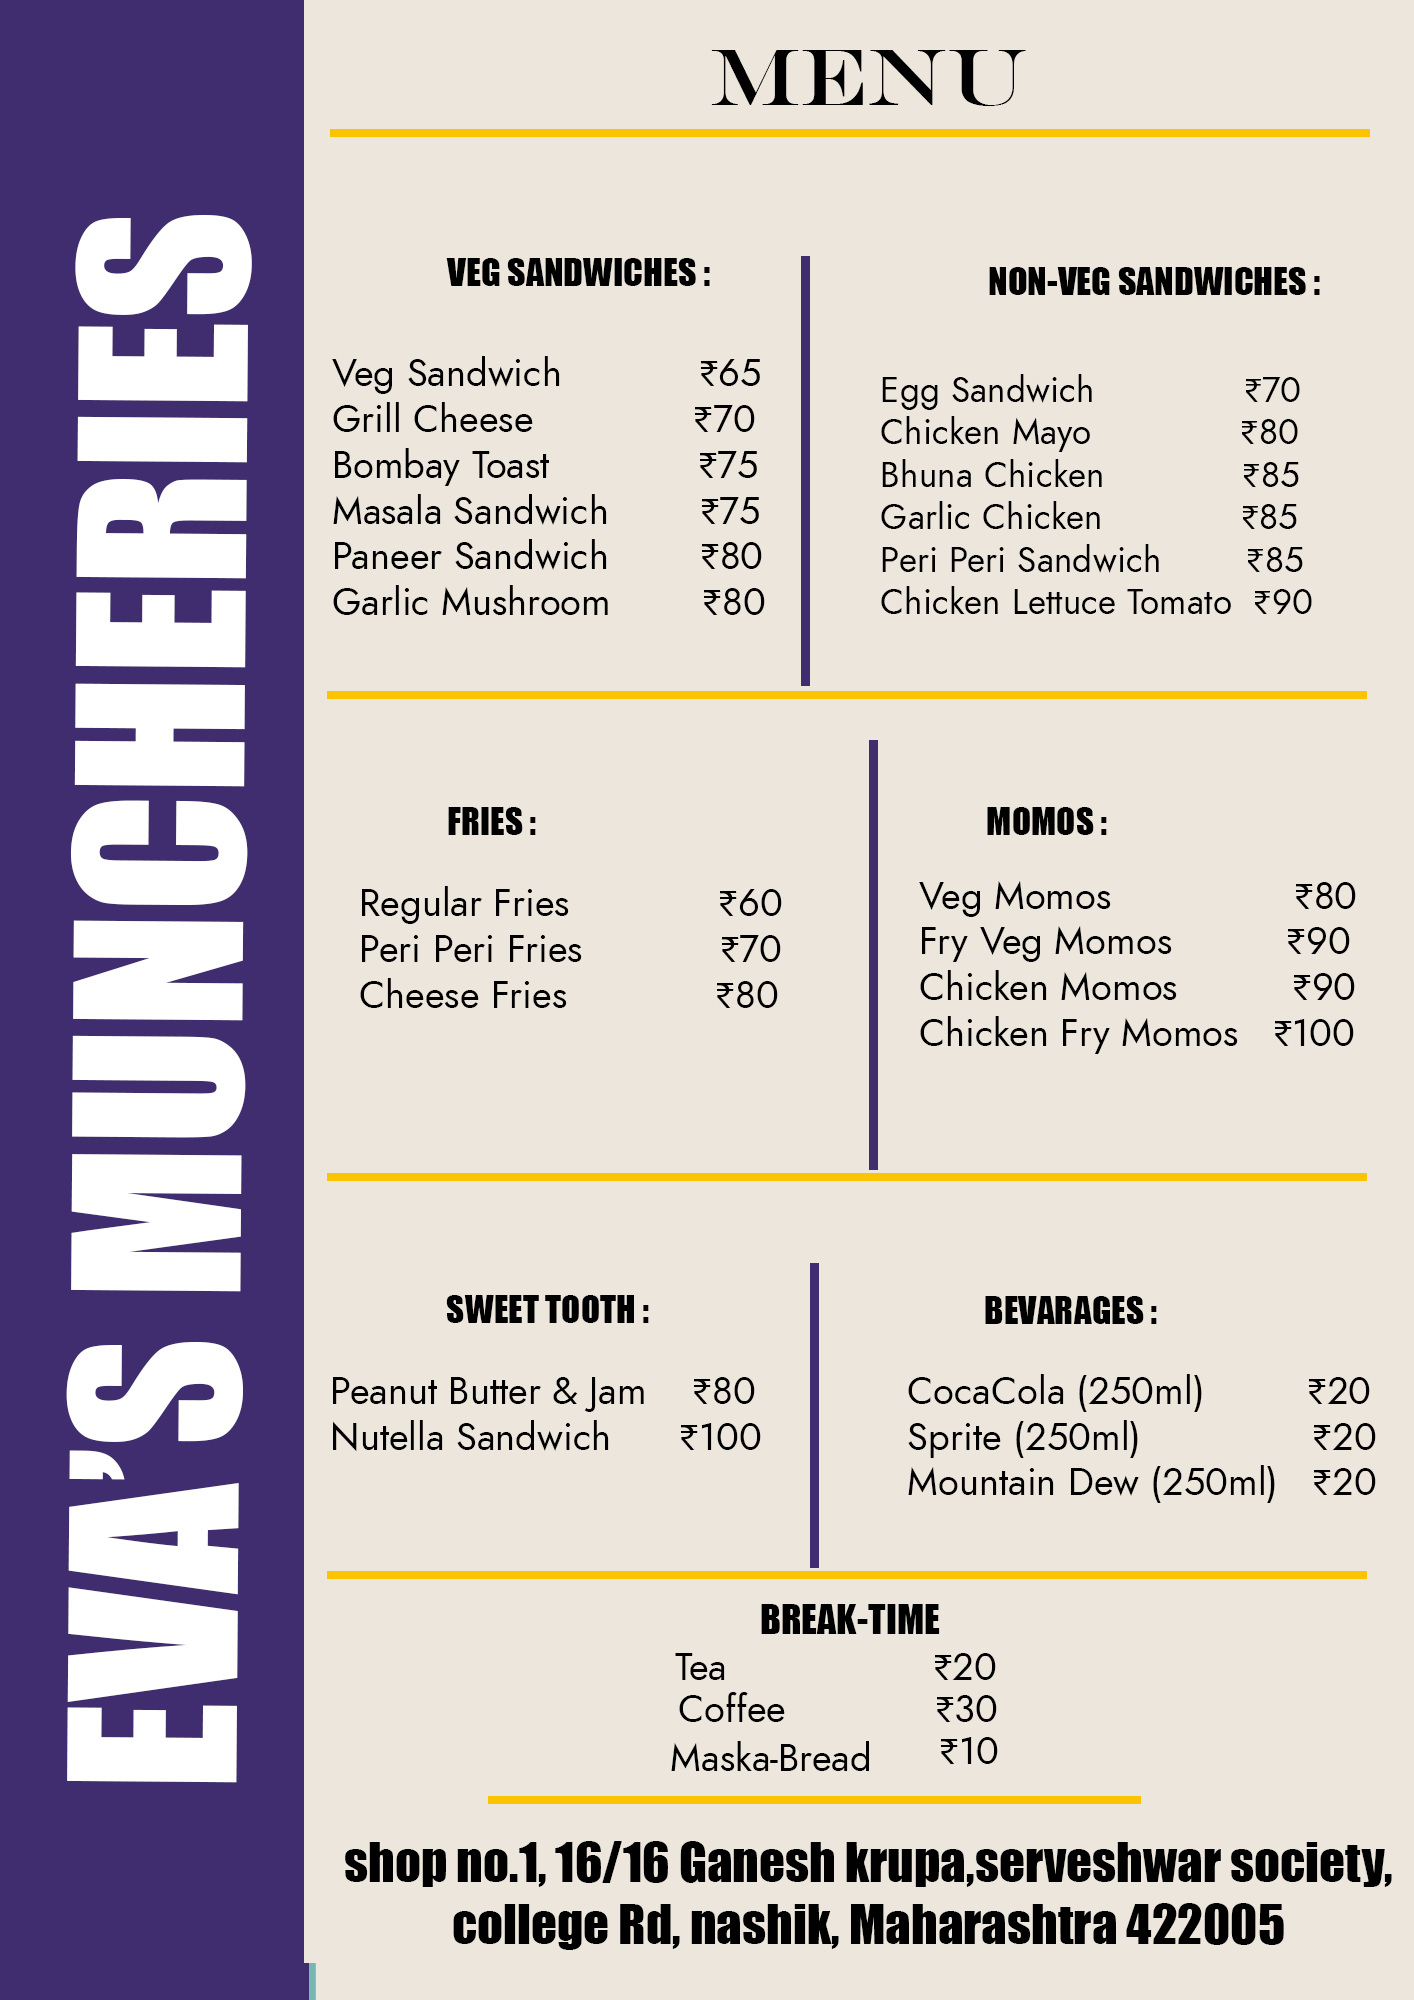 EVA'S MUNCHERIES
MENU
VEG SANDWICHES :
Veg Sandwich ₹65
Grill Cheese ₹70
Bombay Toast ₹75
Masala Sandwich ₹75
Paneer Sandwich ₹80
Garlic Mushroom ₹80
NON-VEG SANDWICHES :
Egg Sandwich ₹70
Chicken Mayo ₹80
Bhuna Chicken ₹85
Garlic Chicken ₹85
Peri Peri Sandwich ₹85
Chicken Lettuce Tomato ₹90
FRIES :
Regular Fries ₹60
Peri Peri Fries ₹70
Cheese Fries ₹80
MOMOS :
Veg Momos ₹80
Fry Veg Momos ₹90
Chicken Momos ₹90
Chicken Fry Momos ₹100
SWEET TOOTH :
Peanut Butter & Jam ₹80
Nutella Sandwich ₹100
BEVARAGES :
CocaCola (250ml) ₹20
Sprite (250ml) ₹20
Mountain Dew (250ml) ₹20
BREAK-TIME
Tea ₹20
Coffee ₹30
Maska-Bread ₹10
shop no.1, 16/16 Ganesh krupa,serveshwar society,
college Rd, nashik, Maharashtra 422005